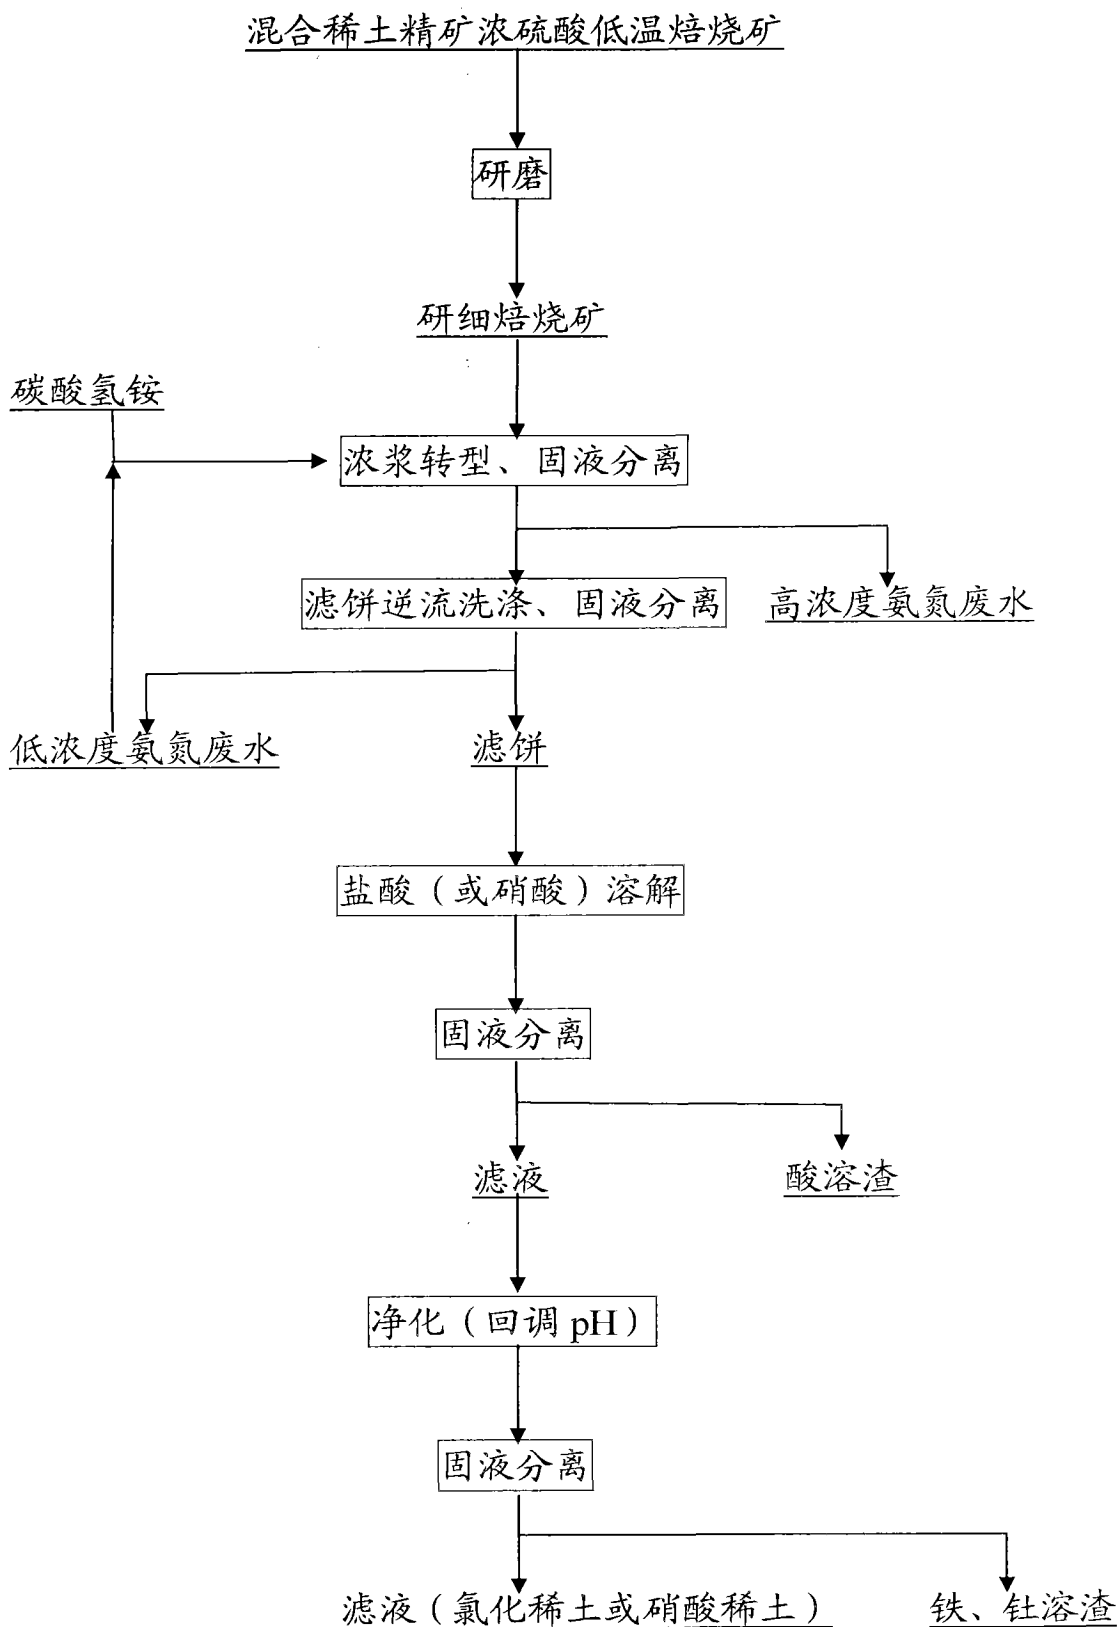 混合稀土精矿浓硫酸低温焙烧矿
研磨
研细焙烧矿
碳酸氢铵
浓浆转型、固液分离
滤饼逆流洗涤、固液分离
高浓度氨氮废水
低浓度氨氮废水
滤饼
盐酸（或硝酸）溶解
固液分离
滤液
酸溶渣
净化（回调 pH）
固液分离
滤液（氯化稀土或硝酸稀土）
铁、钍溶渣